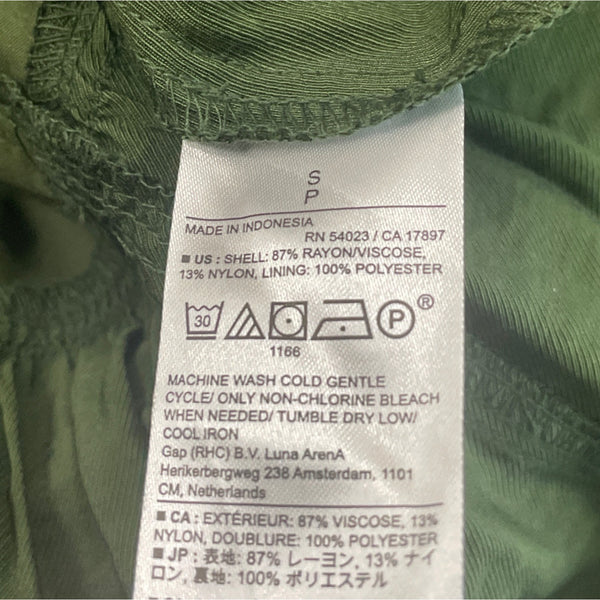 S
P
MADE IN INDONESIA
RN 54023 / CA 17897
■ US : SHELL: 87% RAYON/VISCOSE,
13% NYLON, LINING: 100% POLYESTER
30 P ®
1166
MACHINE WASH COLD GENTLE
CYCLE/ ONLY NON-CHLORINE BLEACH
WHEN NEEDED/ TUMBLE DRY LOW/
COOL IRON
Gap (RHC) B.V. Luna ArenA
Herikerbergweg 238 Amsterdam, 1101
CM, Netherlands
■ CA : EXTÉRIEUR: 87% VISCOSE, 13%
NYLON, DOUBLURE: 100% POLYESTER
■ JP : 表地: 87% レーヨン, 13% ナイ
ロン, 裏地: 100% ポリエステル